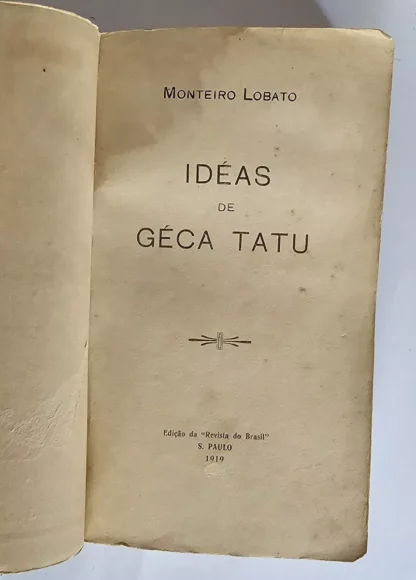 MONTEIRO LOBATO
IDÉAS
DE
GÉCA TATU
Edição da "Revista do Brasil"
S. PAULO
1919